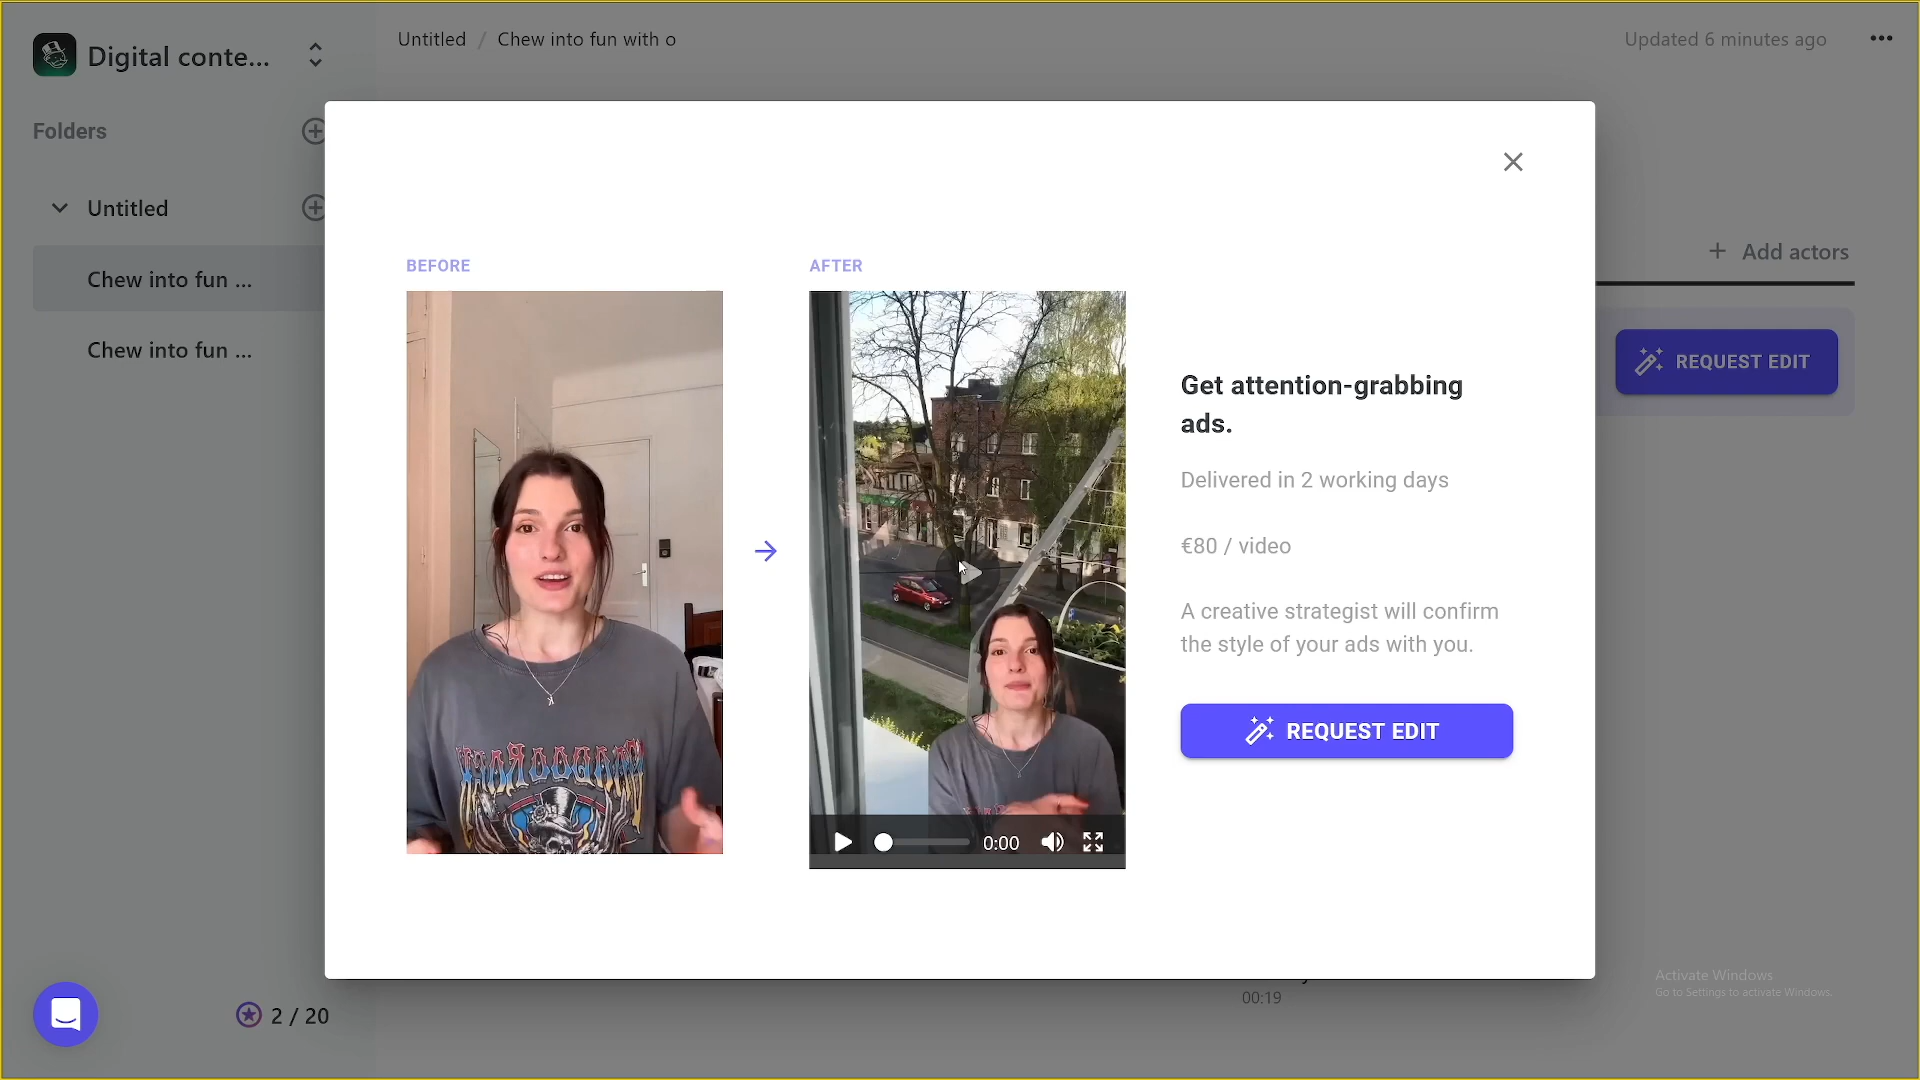 Digital conte...
Untitled / Chew into fun with o
Updated 6 minutes ago
Folders
Untitled
Chew into fun ...
Chew into fun ...
+ Add actors
REQUEST EDIT
BEFORE
AFTER
Get attention-grabbing
ads.
Delivered in 2 working days
€80 / video
A creative strategist will confirm
the style of your ads with you.
REQUEST EDIT
0:00
2 / 20
00:19
Activate Windows
Go to Settings to activate Windows.